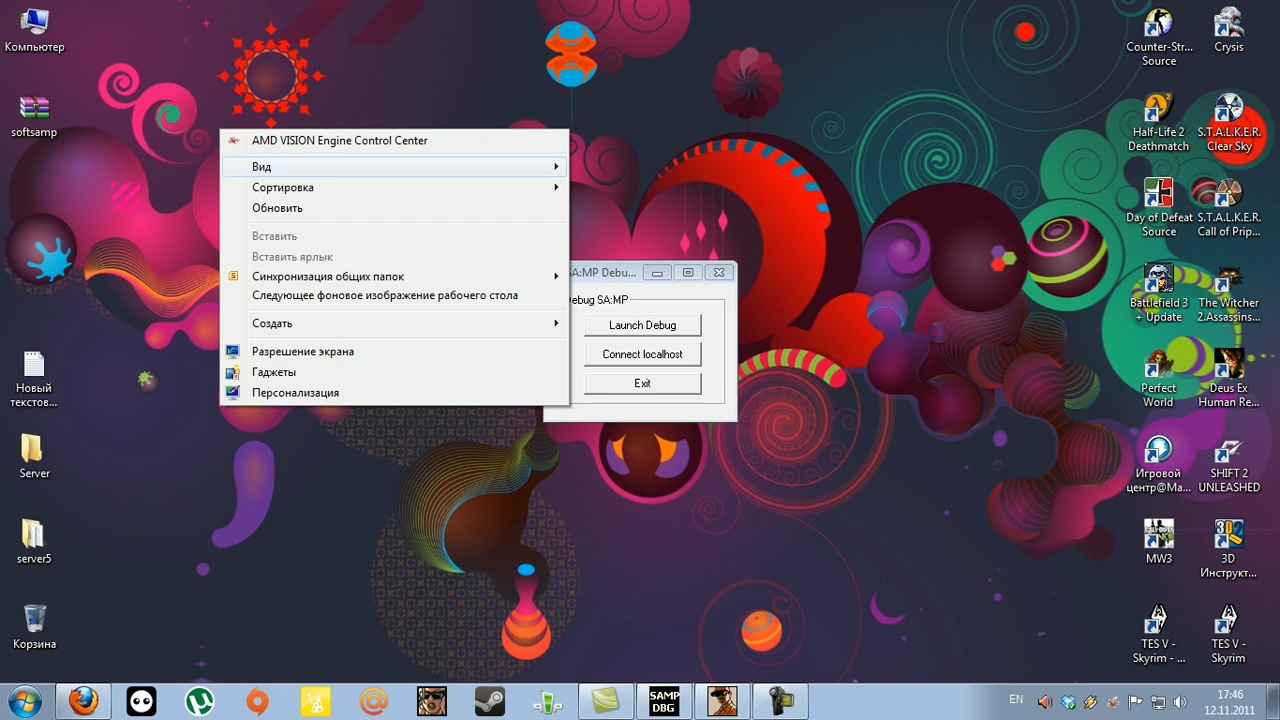 Компьютер
softsamp
Новый
текстов...
Server
server5
Корзина
AMD VISION Engine Control Center
Вид
Сортировка
Обновить
Вставить
Вставить ярлык
Синхронизация общих папок
Следующее фоновое изображение рабочего стола
Создать
Разрешение экрана
Гаджеты
Персонализация
SA:MP Debu...
Debug SA:MP
Launch Debug
Connect localhost
Exit
Counter-Str...
Source
Crysis
Half-Life 2
Deathmatch
S.T.A.L.K.E.R.
Clear Sky
Day of Defeat
Source
S.T.A.L.K.E.R.
Call of Prip...
Battlefield 3
+ Update
The Witcher
2.Assassins...
Perfect
World
Deus Ex
Human Re...
Игровой
центр@Ma...
SHIFT 2
UNLEASHED
MW3
3D
Инструкт...
TES V -
Skyrim - ...
TES V -
Skyrim
SAMP
DBG
EN
17:46
12.11.2011